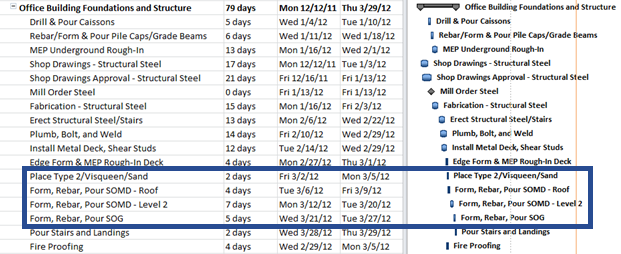 Office Building Foundations and Structure 79 days Mon 12/12/11 Thu 3/29/12 Office Building Foundations and Structure
Drill & Pour Caissons 5 days Wed 1/4/12 Tue 1/10/12 Drill & Pour Caissons
Rebar/Form & Pour Pile Caps/Grade Beams 6 days Wed 1/11/12 Wed 1/18/12 Rebar/Form & Pour Pile Caps/Grade Beams
MEP Underground Rough-In 13 days Mon 1/16/12 Wed 2/1/12 MEP Underground Rough-In
Shop Drawings - Structural Steel 17 days Mon 12/12/11 Tue 1/3/12 Shop Drawings - Structural Steel
Shop Drawings Approval - Structural Steel 21 days Fri 12/16/11 Fri 1/13/12 Shop Drawings Approval - Structural Steel
Mill Order Steel 0 days Fri 1/13/12 Fri 1/13/12 Mill Order Steel
Fabrication - Structural Steel 15 days Mon 1/16/12 Fri 2/3/12 Fabrication - Structural Steel
Erect Structural Steel/Stairs 13 days Mon 2/6/12 Wed 2/22/12 Erect Structural Steel/Stairs
Plumb, Bolt, and Weld 14 days Fri 2/10/12 Wed 2/29/12 Plumb, Bolt, and Weld
Install Metal Deck, Shear Studs 12 days Tue 2/14/12 Wed 2/29/12 Install Metal Deck, Shear Studs
Edge Form & MEP Rough-In Deck 4 days Mon 2/27/12 Thu 3/1/12 Edge Form & MEP Rough-In Deck
Place Type 2/Visqueen/Sand 2 days Fri 3/2/12 Mon 3/5/12 Place Type 2/Visqueen/Sand
Form, Rebar, Pour SOMD - Roof 4 days Tue 3/6/12 Fri 3/9/12 Form, Rebar, Pour SOMD - Roof
Form, Rebar, Pour SOMD - Level 2 7 days Mon 3/12/12 Tue 3/20/12 Form, Rebar, Pour SOMD - Level 2
Form, Rebar, Pour SOG 5 days Wed 3/21/12 Tue 3/27/12 Form, Rebar, Pour SOG
Pour Stairs and Landings 2 days Wed 3/28/12 Thu 3/29/12 Pour Stairs and Landings
Fire Proofing 4 days Wed 2/29/12 Mon 3/5/12 Fire Proofing